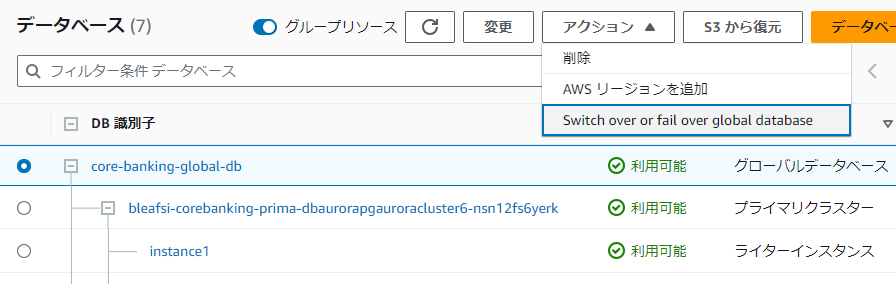 データベース (7)
グループリソース
変更
アクション ▲
S3 から復元
データベー
フィルター条件 データベース
削除
AWS リージョンを追加
Switch over or fail over global database
DB 識別子
core-banking-global-db
利用可能
グローバルデータベース
bleafsi-corebanking-prima-dbaurorapgauroracluster6-nsn12fs6yerk
利用可能
プライマリクラスター
instance1
利用可能
ライターインスタンス